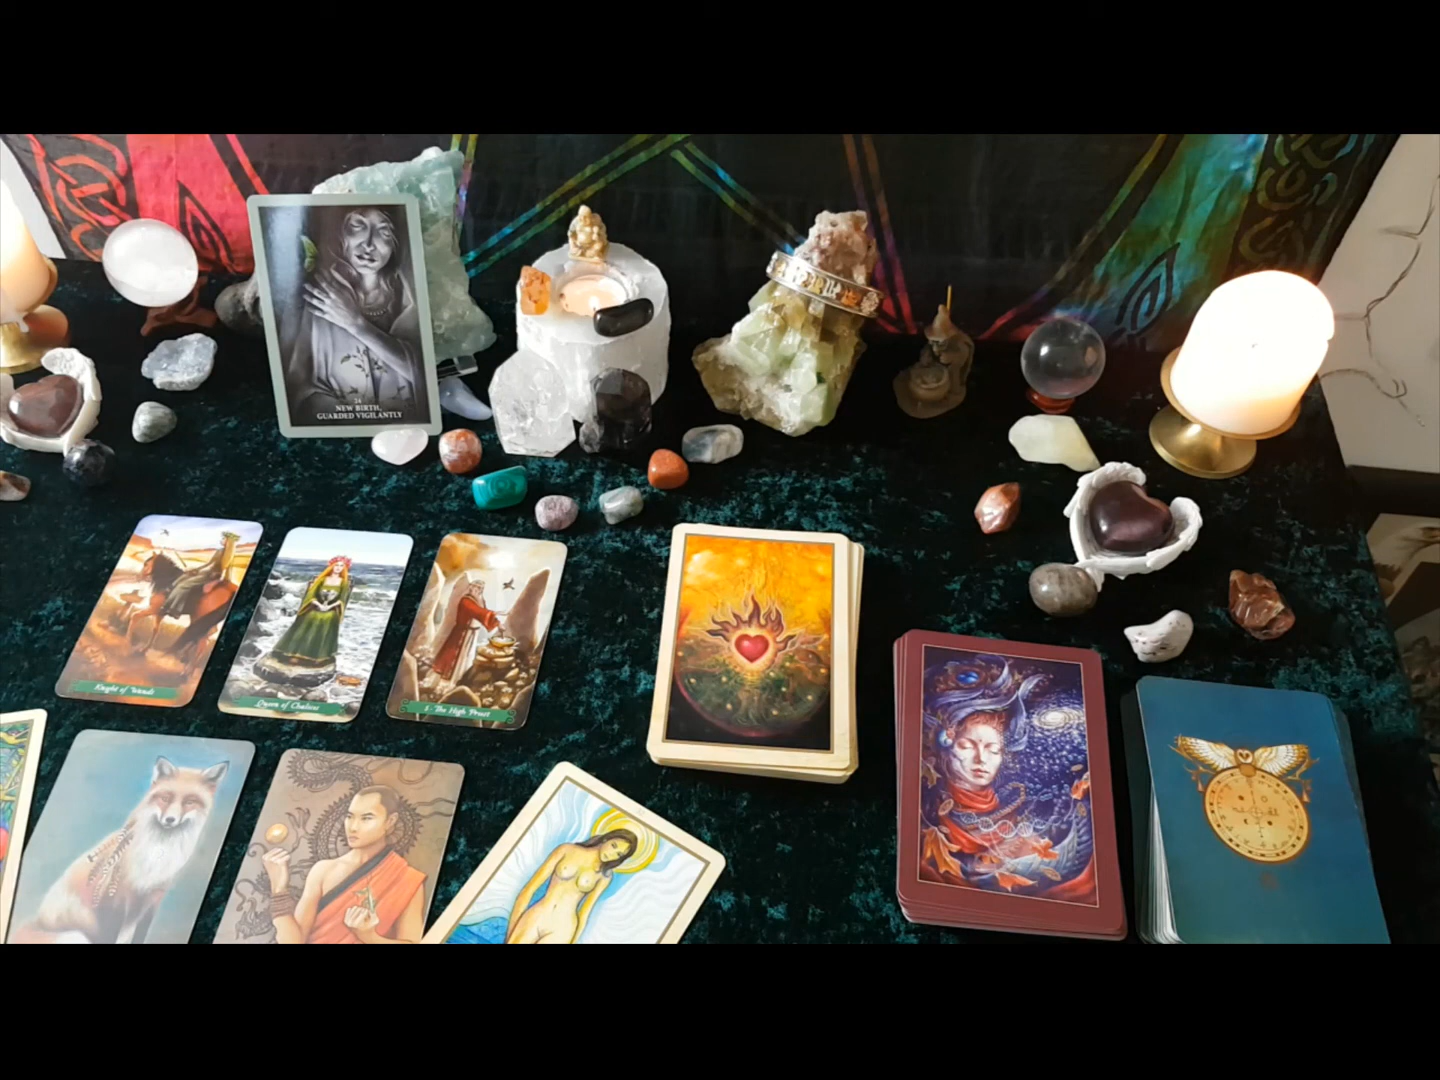 24
NEW BIRTH,
GUARDED VIGILANTLY
Knight of Wands
Queen of Chalices
5 · The High Priest